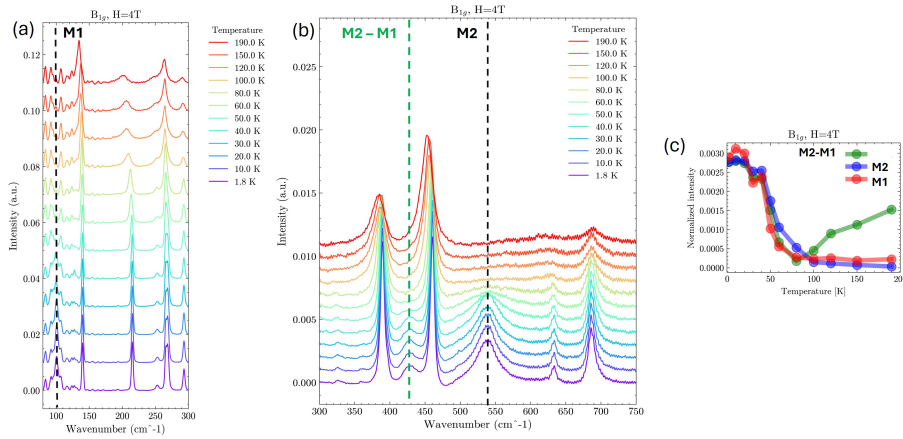 (a)
B1g, H=4T
M1
Temperature
190.0 K
150.0 K
120.0 K
100.0 K
80.0 K
60.0 K
50.0 K
40.0 K
30.0 K
20.0 K
10.0 K
1.8 K
Intensity (a.u.)
0.12
0.10
0.08
0.06
0.04
0.02
0.00
100 150 200 250 300
Wavenumber (cm^-1)
(b)
B1g, H=4T
M2 – M1
M2
Temperature
190.0 K
150.0 K
120.0 K
100.0 K
80.0 K
60.0 K
50.0 K
40.0 K
30.0 K
20.0 K
10.0 K
1.8 K
Intensity (a.u.)
0.025
0.020
0.015
0.010
0.005
0.000
300 350 400 450 500 550 600 650 700 750
Wavenumber (cm^-1)
(c)
B1g, H=4T
M2-M1
M2
M1
Normalized intensity
0.0030
0.0025
0.0020
0.0015
0.0010
0.0005
0.0000
0 50 100 150 200
Temperature [K]